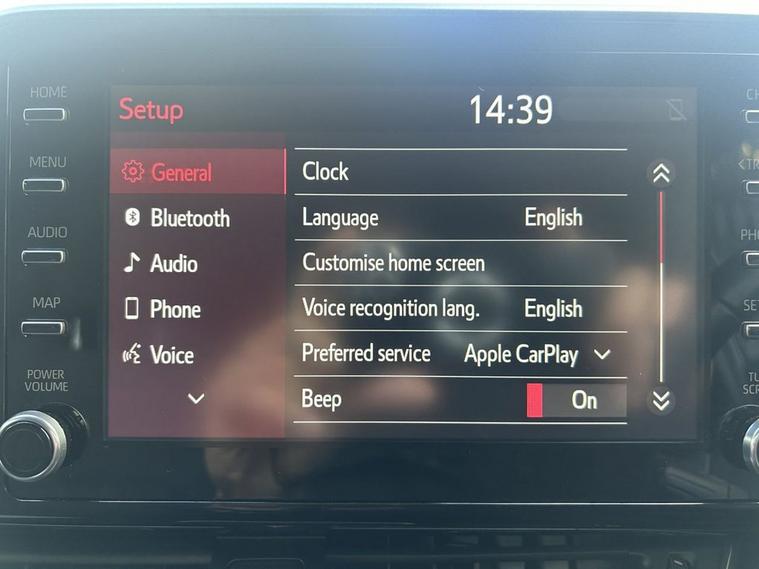 HOME
MENU
AUDIO
MAP
POWER
VOLUME
Setup 14:39
General
Bluetooth
Audio
Phone
Voice
Clock
Language English
Customise home screen
Voice recognition lang. English
Preferred service Apple CarPlay
Beep On